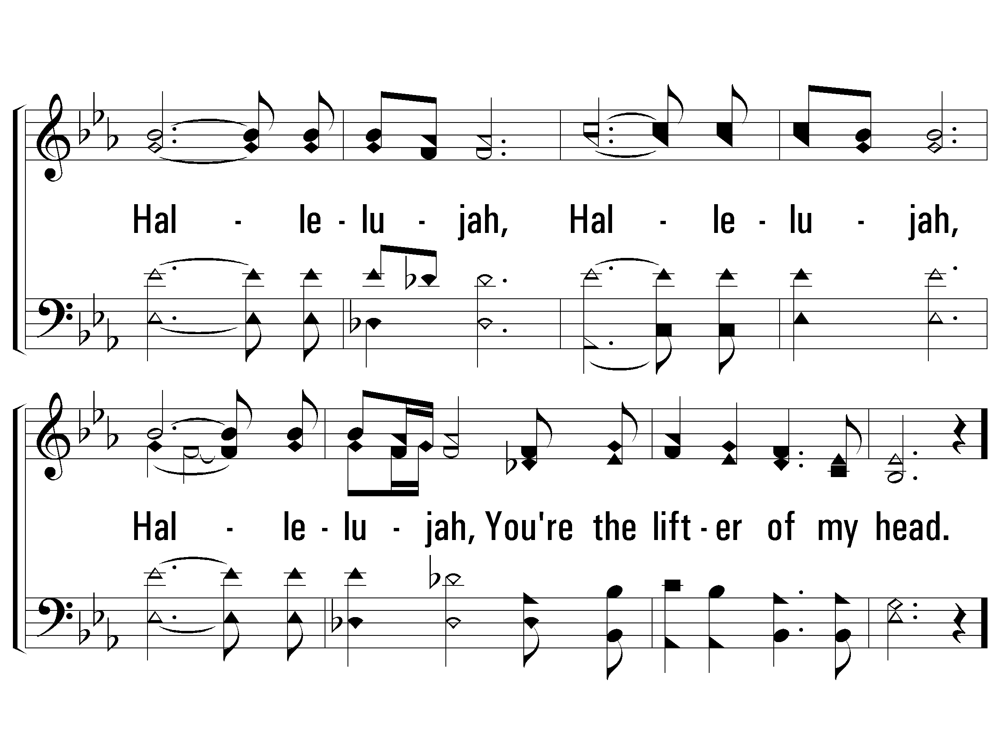 Hal - le - lu - jah, Hal - le - lu - jah,
Hal - le - lu - jah, You're the lift - er of my head.